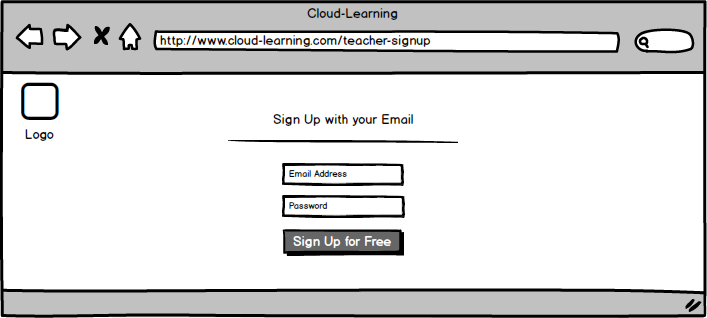 Cloud-Learning
http://www.cloud-learning.com/teacher-signup
Logo
Sign Up with your Email
Email Address
Password
Sign Up for Free